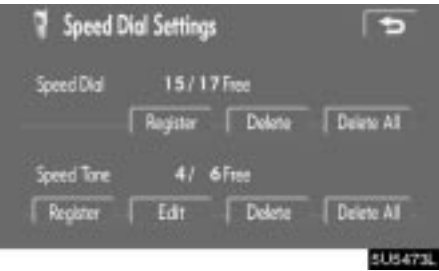 Speed Dial Settings
Speed Dial 15/17 Free
Register Delete Delete All
Speed Tone 4/ 6 Free
Register Edit Delete Delete All
SU5473L